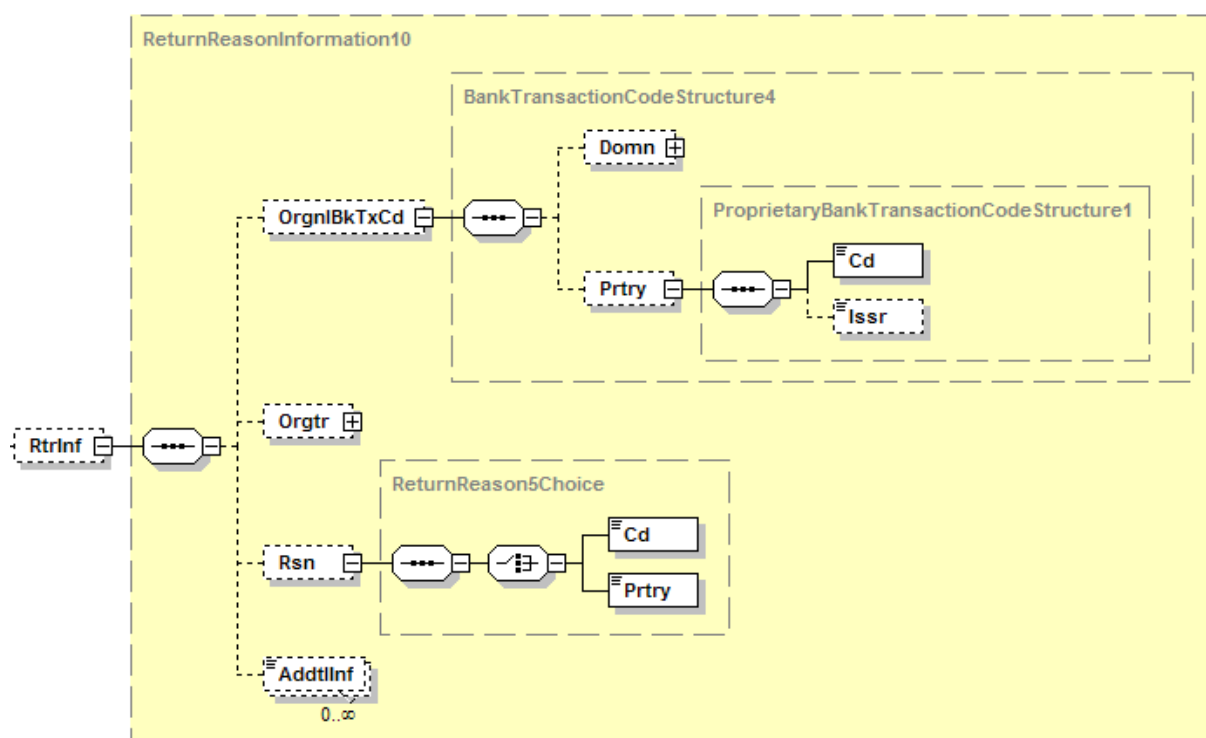 ReturnReasonInformation10
BankTransactionCodeStructure4
Domn
OrgnlBkTxCd
ProprietaryBankTransactionCodeStructure1
Cd
Prtry
Issr
Orgtr
RtrInf
ReturnReason5Choice
Cd
Rsn
Prtry
AddtlInf
0..∞